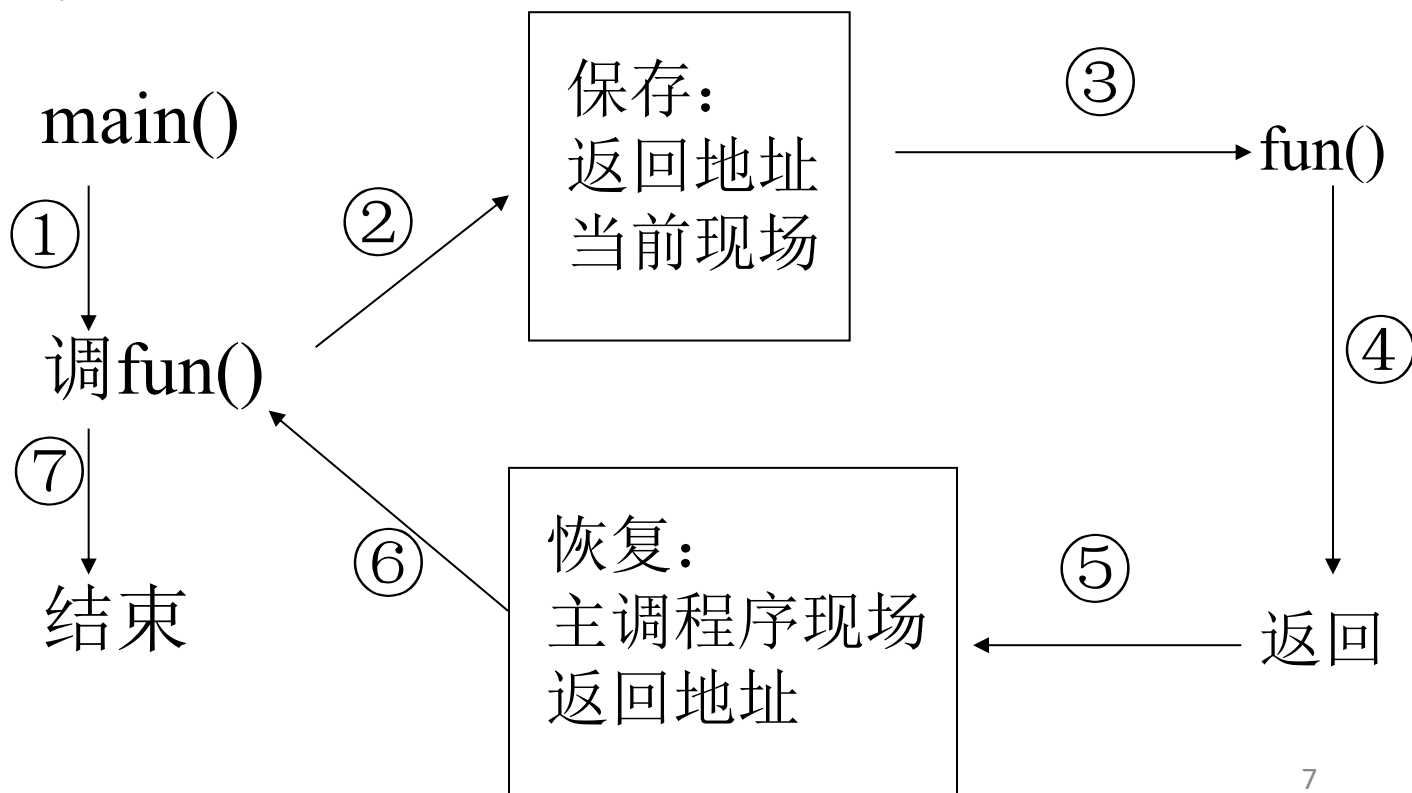 main()
①
调fun()
②
保存：
返回地址
当前现场
③
fun()
④
返回
⑤
恢复：
主调程序现场
返回地址
⑥
⑦
结束
7